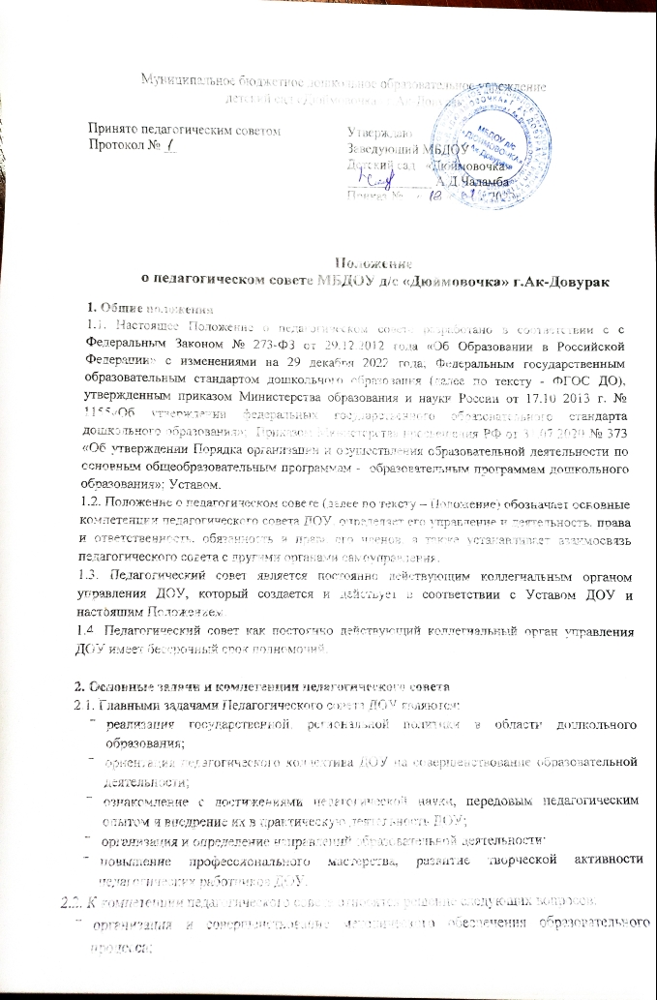 Муниципальное бюджетное дошкольное образовательное учреждение
детский сад «Дюймовочка» г. Ак-Довурак
Принято педагогическим советом
Протокол № 1
Утверждаю
Заведующий МБДОУ
Детский сад «Дюймовочка»
А.Д.Чадамба
Приказ №
МБДОУ д/с
«ДЮЙМОВОЧКА»
г. Ак-Довурак
Положение
о педагогическом совете МБДОУ д/с «Дюймовочка» г.Ак-Довурак
1. Общие положения
1.1. Настоящее Положение о педагогическом совете разработано в соответствии с с
Федеральным Законом № 273-ФЗ от 29.12.2012 года «Об Образовании в Российской
Федерации» с изменениями на 29 декабря 2022 года, Федеральным государственным
образовательным стандартом дошкольного образования (далее по тексту - ФГОС ДО),
утвержденным приказом Министерства образования и науки России от 17.10 2013 г. №
1155«Об утверждении федеральных государственного образовательного стандарта
дошкольного образования»; Приказом Министерства просвещения РФ от 31.07.2020 № 373
«Об утверждении Порядка организации и осуществления образовательной деятельности по
основным общеобразовательным программам - образовательным программам дошкольного
образования»; Уставом.
1.2. Положение о педагогическом совете (далее по тексту – Положение) обозначает основные
компетенции педагогического совета ДОУ, определяет его управление и деятельность, права
и ответственность, обязанность и права его членов, а также устанавливает взаимосвязь
педагогического совета с другими органами самоуправления.
1.3. Педагогический совет является постоянно действующим коллегиальным органом
управления ДОУ, который создается и действует в соответствии с Уставом ДОУ и
настоящим Положением.
1.4. Педагогический совет как постоянно действующий коллегиальный орган управления
ДОУ имеет бессрочный срок полномочий.
2. Основные задачи и компетенции педагогического совета
2.1. Главными задачами Педагогического совета ДОУ являются:
- реализация государственной, региональной политики в области дошкольного
образования;
- ориентация педагогического коллектива ДОУ на совершенствование образовательной
деятельности;
- ознакомление с достижениями педагогической науки, передовым педагогическим
опытом и внедрение их в практическую деятельность ДОУ;
- организация и определение направлений образовательной деятельности;
- повышение профессионального мастерства, развитие творческой активности
педагогических работников ДОУ.
2.2. К компетенции педагогического совета относятся решение следующих вопросов:
- организация и совершенствование методического обеспечения образовательного
процесса;